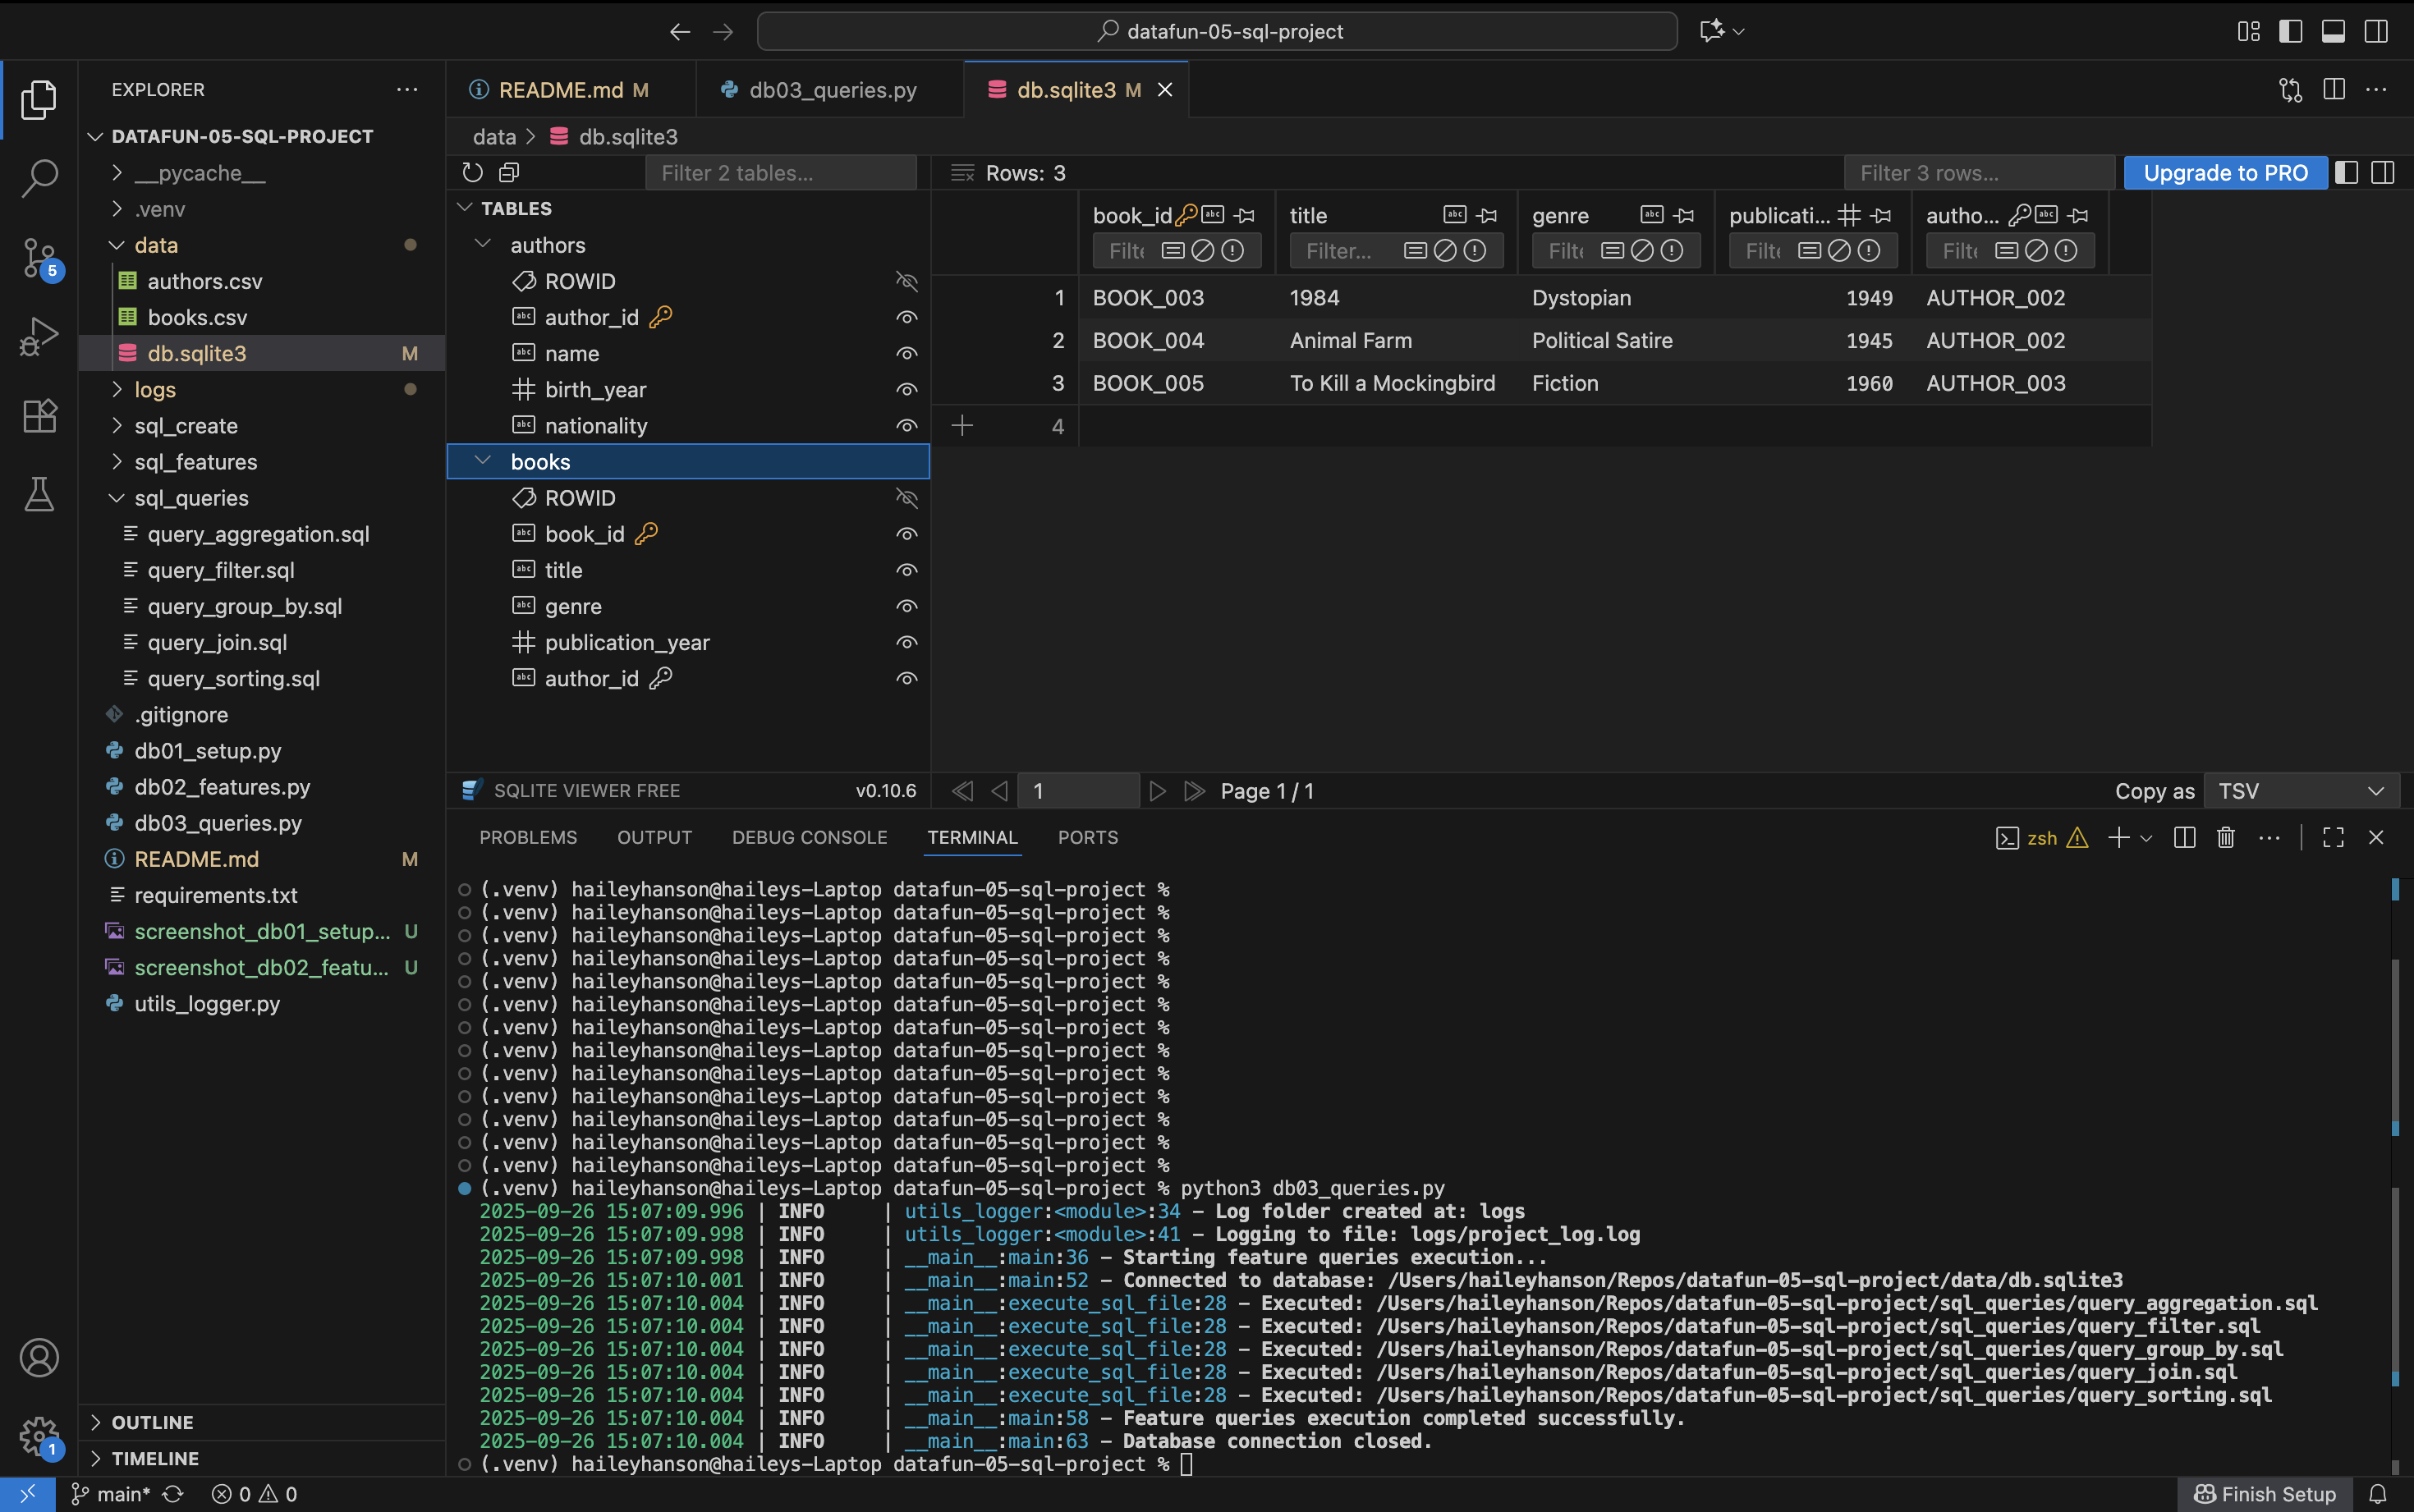 datafun-05-sql-project
EXPLORER
DATAFUN-05-SQL-PROJECT
__pycache__
.venv
data
authors.csv
books.csv
db.sqlite3 M
logs
sql_create
sql_features
sql_queries
query_aggregation.sql
query_filter.sql
query_group_by.sql
query_join.sql
query_sorting.sql
.gitignore
db01_setup.py
db02_features.py
db03_queries.py
README.md M
requirements.txt
screenshot_db01_setup... U
screenshot_db02_featu... U
utils_logger.py
OUTLINE
TIMELINE
5
1
README.md M
db03_queries.py
db.sqlite3 M
data > db.sqlite3
Filter 2 tables...
TABLES
authors
ROWID
author_id
name
birth_year
nationality
books
ROWID
book_id
title
genre
publication_year
author_id
SQLITE VIEWER FREE v0.10.6
Rows: 3
Filter 3 rows...
Upgrade to PRO
book_id title genre publicati... autho...
Filte Filter... Filte Filte Filte
1 BOOK_003 1984 Dystopian 1949 AUTHOR_002
2 BOOK_004 Animal Farm Political Satire 1945 AUTHOR_002
3 BOOK_005 To Kill a Mockingbird Fiction 1960 AUTHOR_003
4
1 Page 1 / 1
Copy as TSV
PROBLEMS OUTPUT DEBUG CONSOLE TERMINAL PORTS
zsh
(.venv) haileyhanson@haileys-Laptop datafun-05-sql-project %
(.venv) haileyhanson@haileys-Laptop datafun-05-sql-project %
(.venv) haileyhanson@haileys-Laptop datafun-05-sql-project %
(.venv) haileyhanson@haileys-Laptop datafun-05-sql-project %
(.venv) haileyhanson@haileys-Laptop datafun-05-sql-project %
(.venv) haileyhanson@haileys-Laptop datafun-05-sql-project %
(.venv) haileyhanson@haileys-Laptop datafun-05-sql-project %
(.venv) haileyhanson@haileys-Laptop datafun-05-sql-project %
(.venv) haileyhanson@haileys-Laptop datafun-05-sql-project %
(.venv) haileyhanson@haileys-Laptop datafun-05-sql-project %
(.venv) haileyhanson@haileys-Laptop datafun-05-sql-project %
(.venv) haileyhanson@haileys-Laptop datafun-05-sql-project %
(.venv) haileyhanson@haileys-Laptop datafun-05-sql-project %
(.venv) haileyhanson@haileys-Laptop datafun-05-sql-project % python3 db03_queries.py
2025-09-26 15:07:09.996 | INFO | utils_logger:<module>:34 - Log folder created at: logs
2025-09-26 15:07:09.998 | INFO | utils_logger:<module>:41 - Logging to file: logs/project_log.log
2025-09-26 15:07:09.998 | INFO | __main__:main:36 - Starting feature queries execution...
2025-09-26 15:07:10.001 | INFO | __main__:main:52 - Connected to database: /Users/haileyhanson/Repos/datafun-05-sql-project/data/db.sqlite3
2025-09-26 15:07:10.004 | INFO | __main__:execute_sql_file:28 - Executed: /Users/haileyhanson/Repos/datafun-05-sql-project/sql_queries/query_aggregation.sql
2025-09-26 15:07:10.004 | INFO | __main__:execute_sql_file:28 - Executed: /Users/haileyhanson/Repos/datafun-05-sql-project/sql_queries/query_filter.sql
2025-09-26 15:07:10.004 | INFO | __main__:execute_sql_file:28 - Executed: /Users/haileyhanson/Repos/datafun-05-sql-project/sql_queries/query_group_by.sql
2025-09-26 15:07:10.004 | INFO | __main__:execute_sql_file:28 - Executed: /Users/haileyhanson/Repos/datafun-05-sql-project/sql_queries/query_join.sql
2025-09-26 15:07:10.004 | INFO | __main__:execute_sql_file:28 - Executed: /Users/haileyhanson/Repos/datafun-05-sql-project/sql_queries/query_sorting.sql
2025-09-26 15:07:10.004 | INFO | __main__:main:58 - Feature queries execution completed successfully.
2025-09-26 15:07:10.004 | INFO | __main__:main:63 - Database connection closed.
(.venv) haileyhanson@haileys-Laptop datafun-05-sql-project %
main* 0 0
Finish Setup